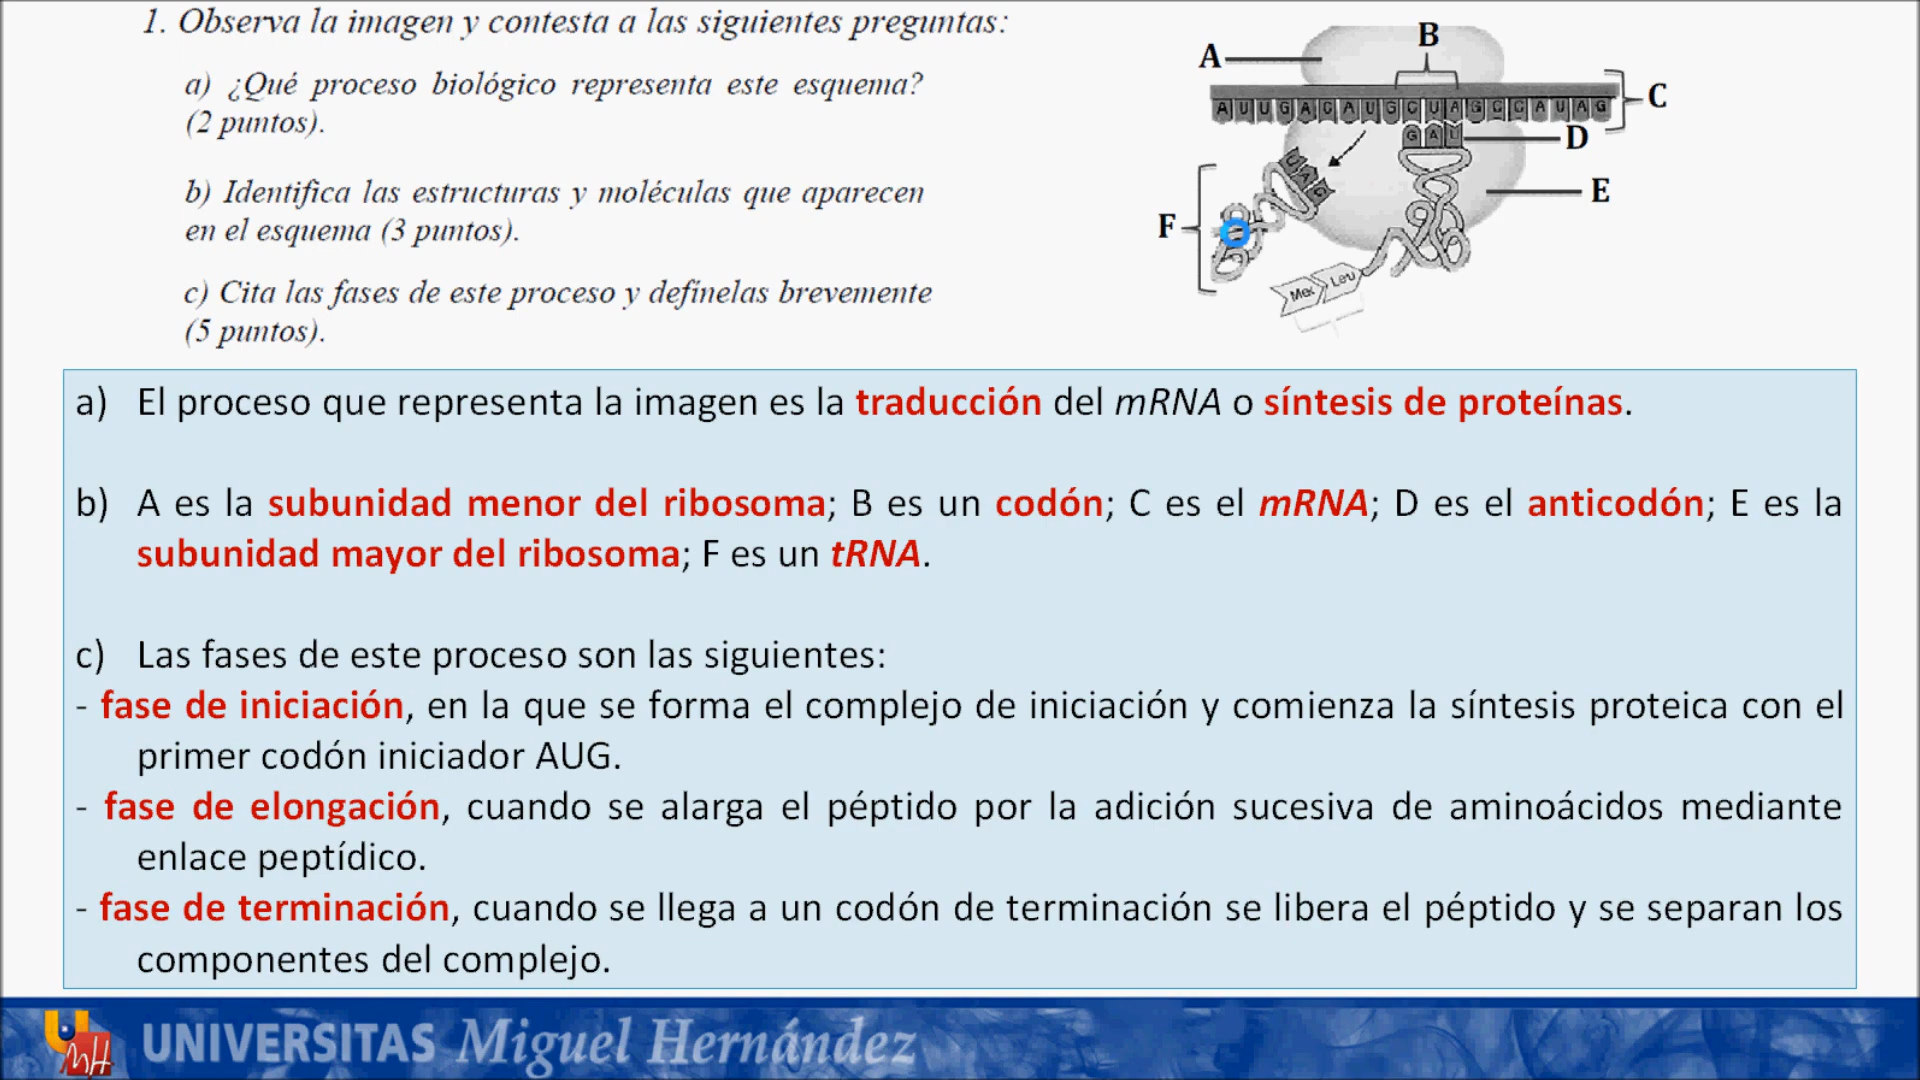 1. Observa la imagen y contesta a las siguientes preguntas:
a) ¿Qué proceso biológico representa este esquema?
(2 puntos).
b) Identifica las estructuras y moléculas que aparecen
en el esquema (3 puntos).
c) Cita las fases de este proceso y defínelas brevemente
(5 puntos).
B
A
C
A U U G A C A U G C U A G C C A U A G
G A U
D
U A C
E
F
Met Leu
a) El proceso que representa la imagen es la traducción del mRNA o síntesis de proteínas.
b) A es la subunidad menor del ribosoma; B es un codón; C es el mRNA; D es el anticodón; E es la
subunidad mayor del ribosoma; F es un tRNA.
c) Las fases de este proceso son las siguientes:
- fase de iniciación, en la que se forma el complejo de iniciación y comienza la síntesis proteica con el
primer codón iniciador AUG.
- fase de elongación, cuando se alarga el péptido por la adición sucesiva de aminoácidos mediante
enlace peptídico.
- fase de terminación, cuando se llega a un codón de terminación se libera el péptido y se separan los
componentes del complejo.
UMH UNIVERSITAS Miguel Hernández